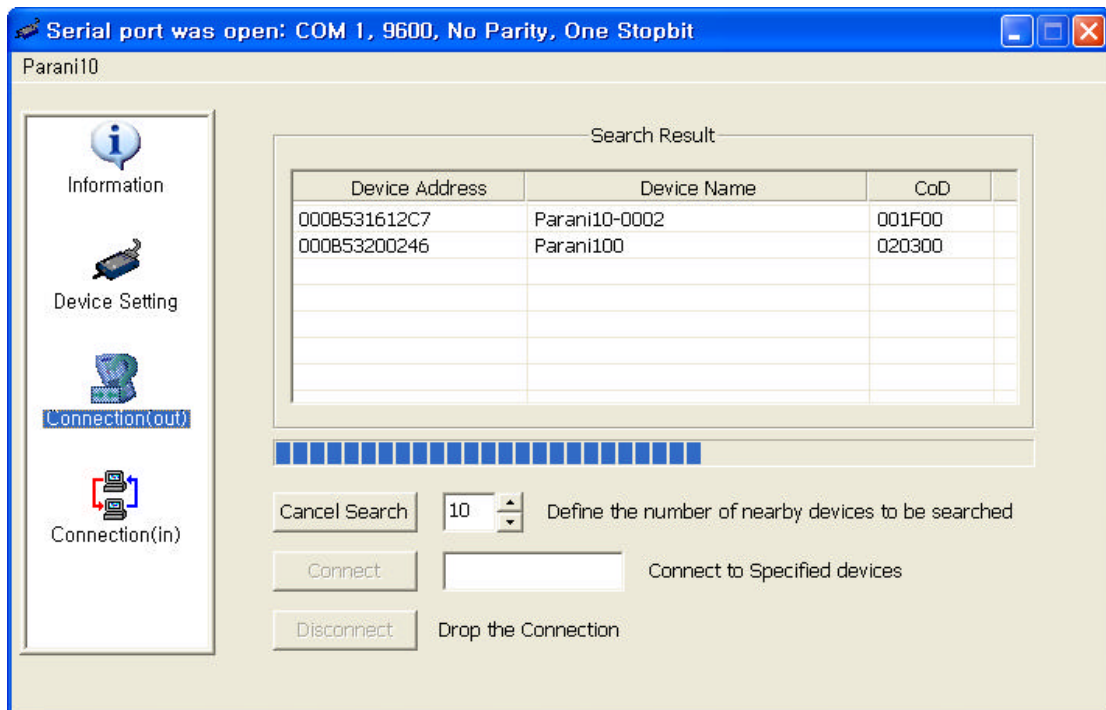 Serial port was open: COM 1, 9600, No Parity, One Stopbit
Parani10
Information
Device Setting
Connection(out)
Connection(in)
Search Result
Device Address Device Name CoD
000B531612C7 Parani10-0002 001F00
000B53200246 Parani100 020300
Cancel Search 10 Define the number of nearby devices to be searched
Connect Connect to Specified devices
Disconnect Drop the Connection